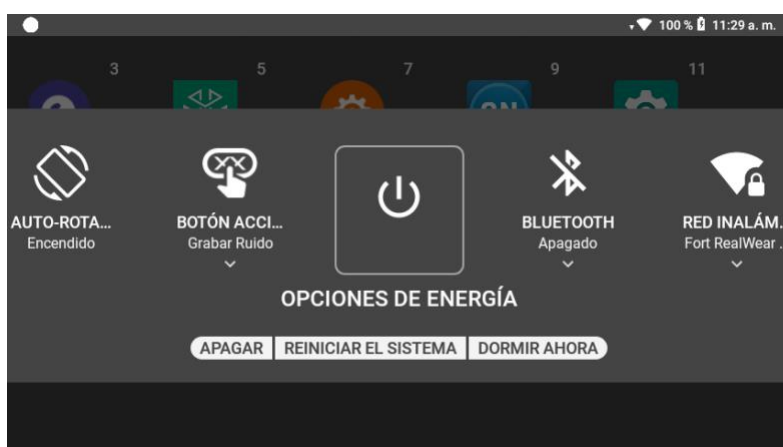 100 % 11:29 a. m.
3 5 7 9 11
ON
AUTO-ROTA... BOTÓN ACCI... BLUETOOTH RED INALÁM.
Encendido Grabar Ruido Apagado Fort RealWear .
OPCIONES DE ENERGÍA
APAGAR REINICIAR EL SISTEMA DORMIR AHORA